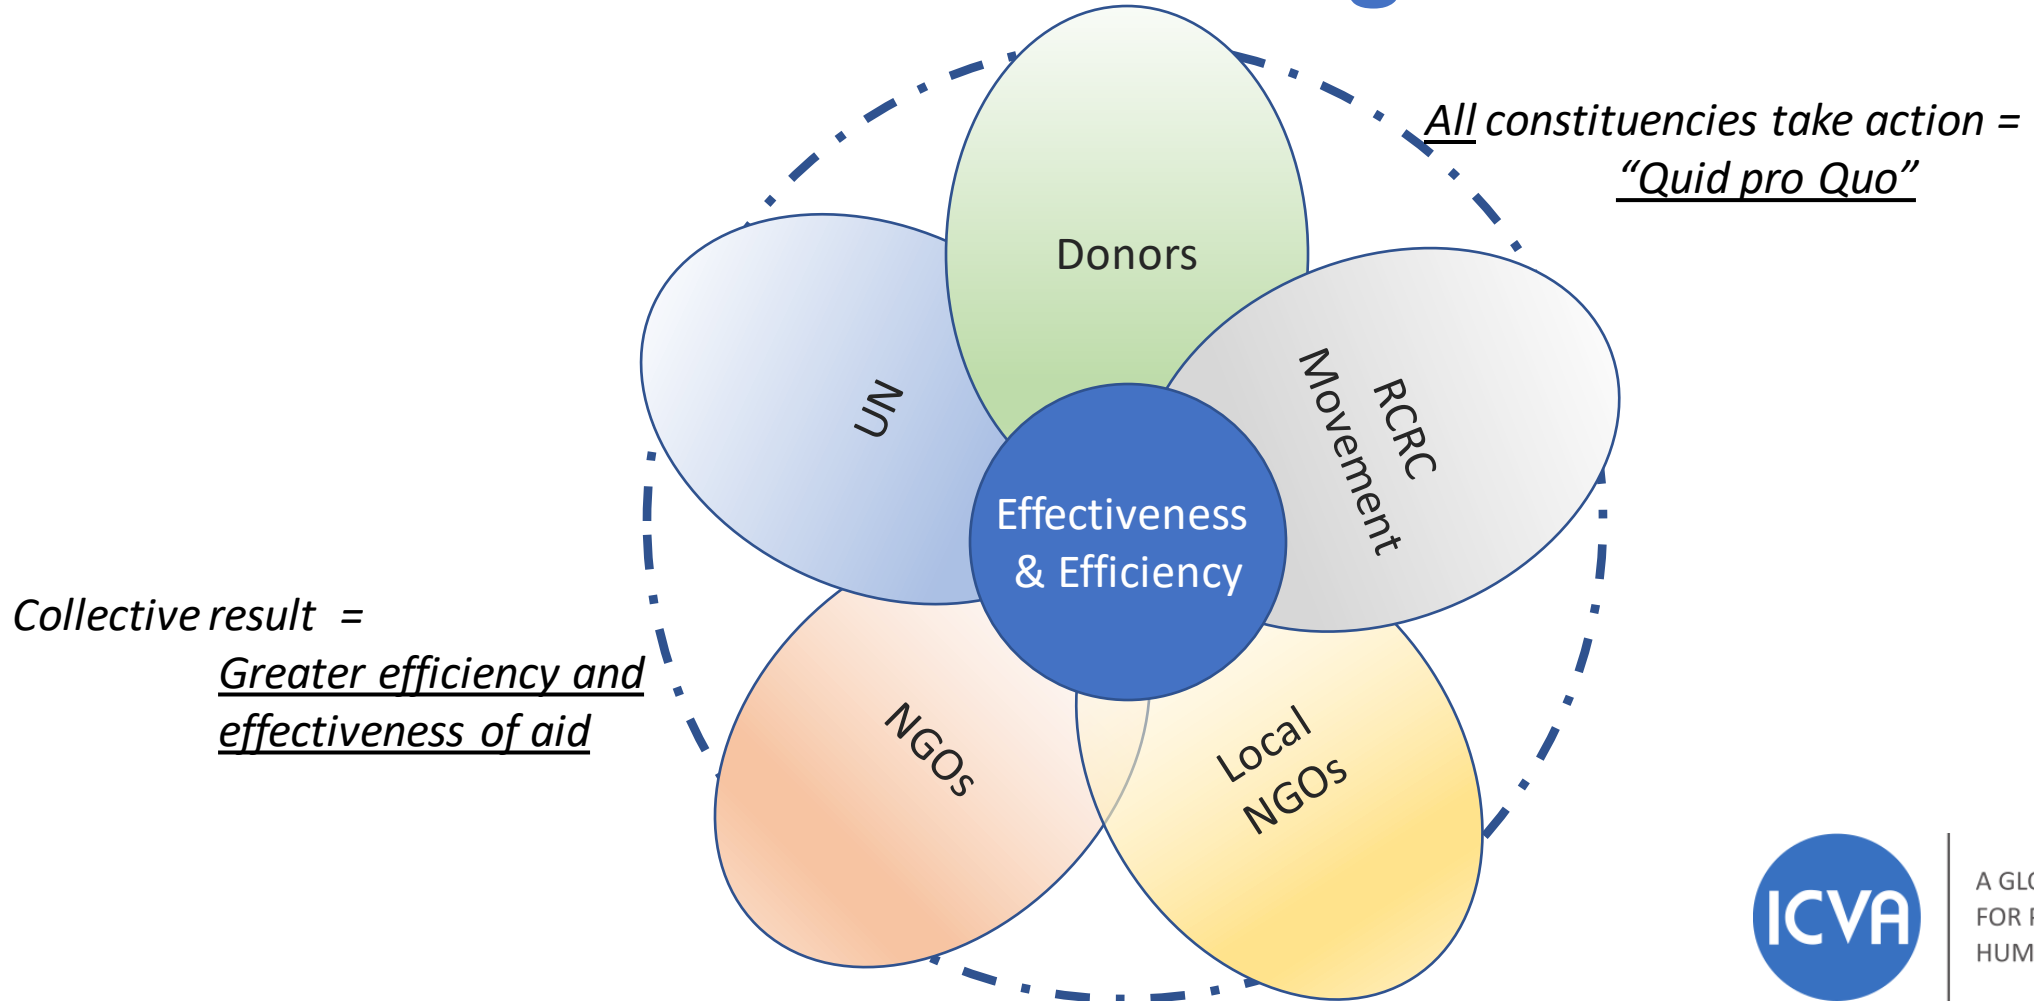 All constituencies take action =
“Quid pro Quo”
Donors
UN
RCRC
Movement
Effectiveness
& Efficiency
Collective result =
Greater efficiency and
effectiveness of aid
NGOs
Local
NGOs
ICVA
A
FOR